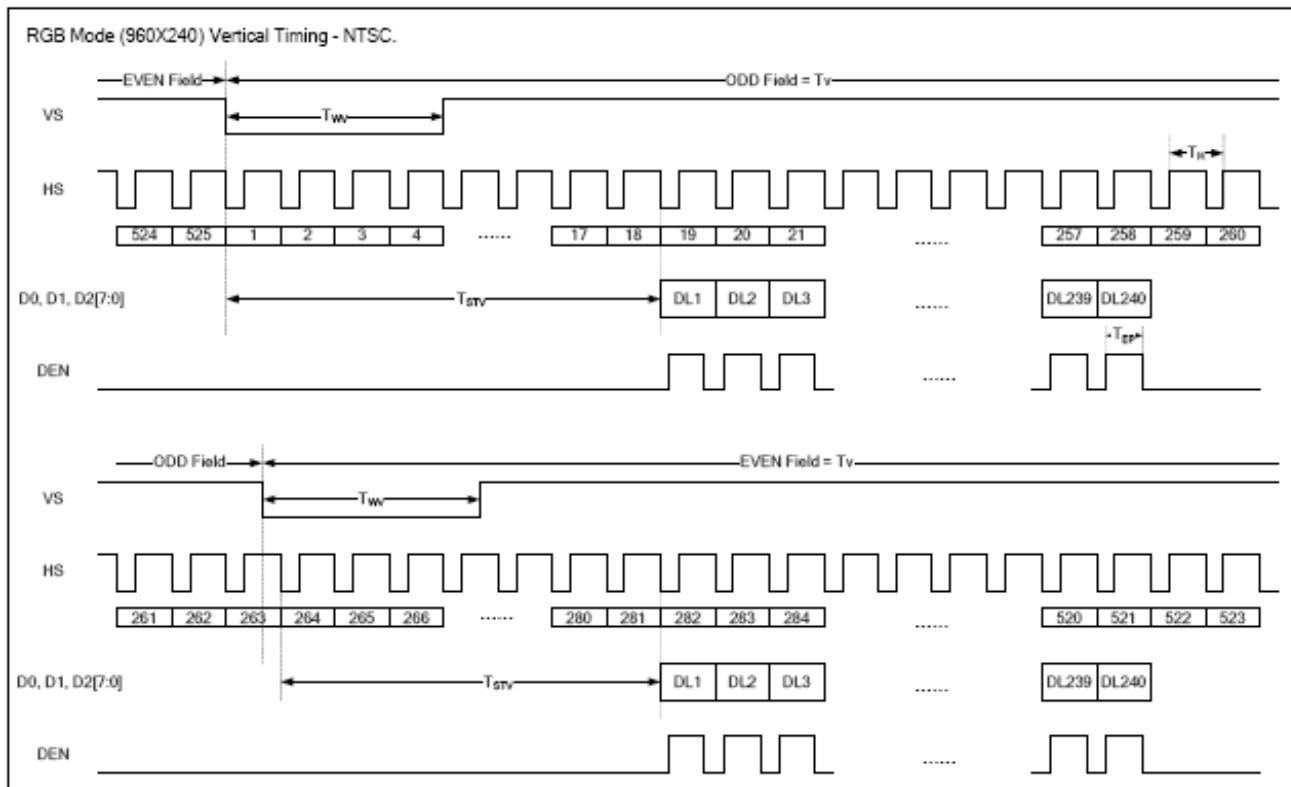 RGB Mode (960X240) Vertical Timing - NTSC.
EVEN Field ODD Field = Tv
VS TWV
HS TH
524 525 1 2 3 4 ...... 17 18 19 20 21 ...... 257 258 259 260
D0, D1, D2[7:0] TSTV DL1 DL2 DL3 ...... DL239 DL240
TEP
DEN ......
ODD Field EVEN Field = Tv
VS TWV
HS
261 262 263 264 265 266 ...... 280 281 282 283 284 ...... 520 521 522 523
D0, D1, D2[7:0] TSTV DL1 DL2 DL3 ...... DL239 DL240
DEN ......